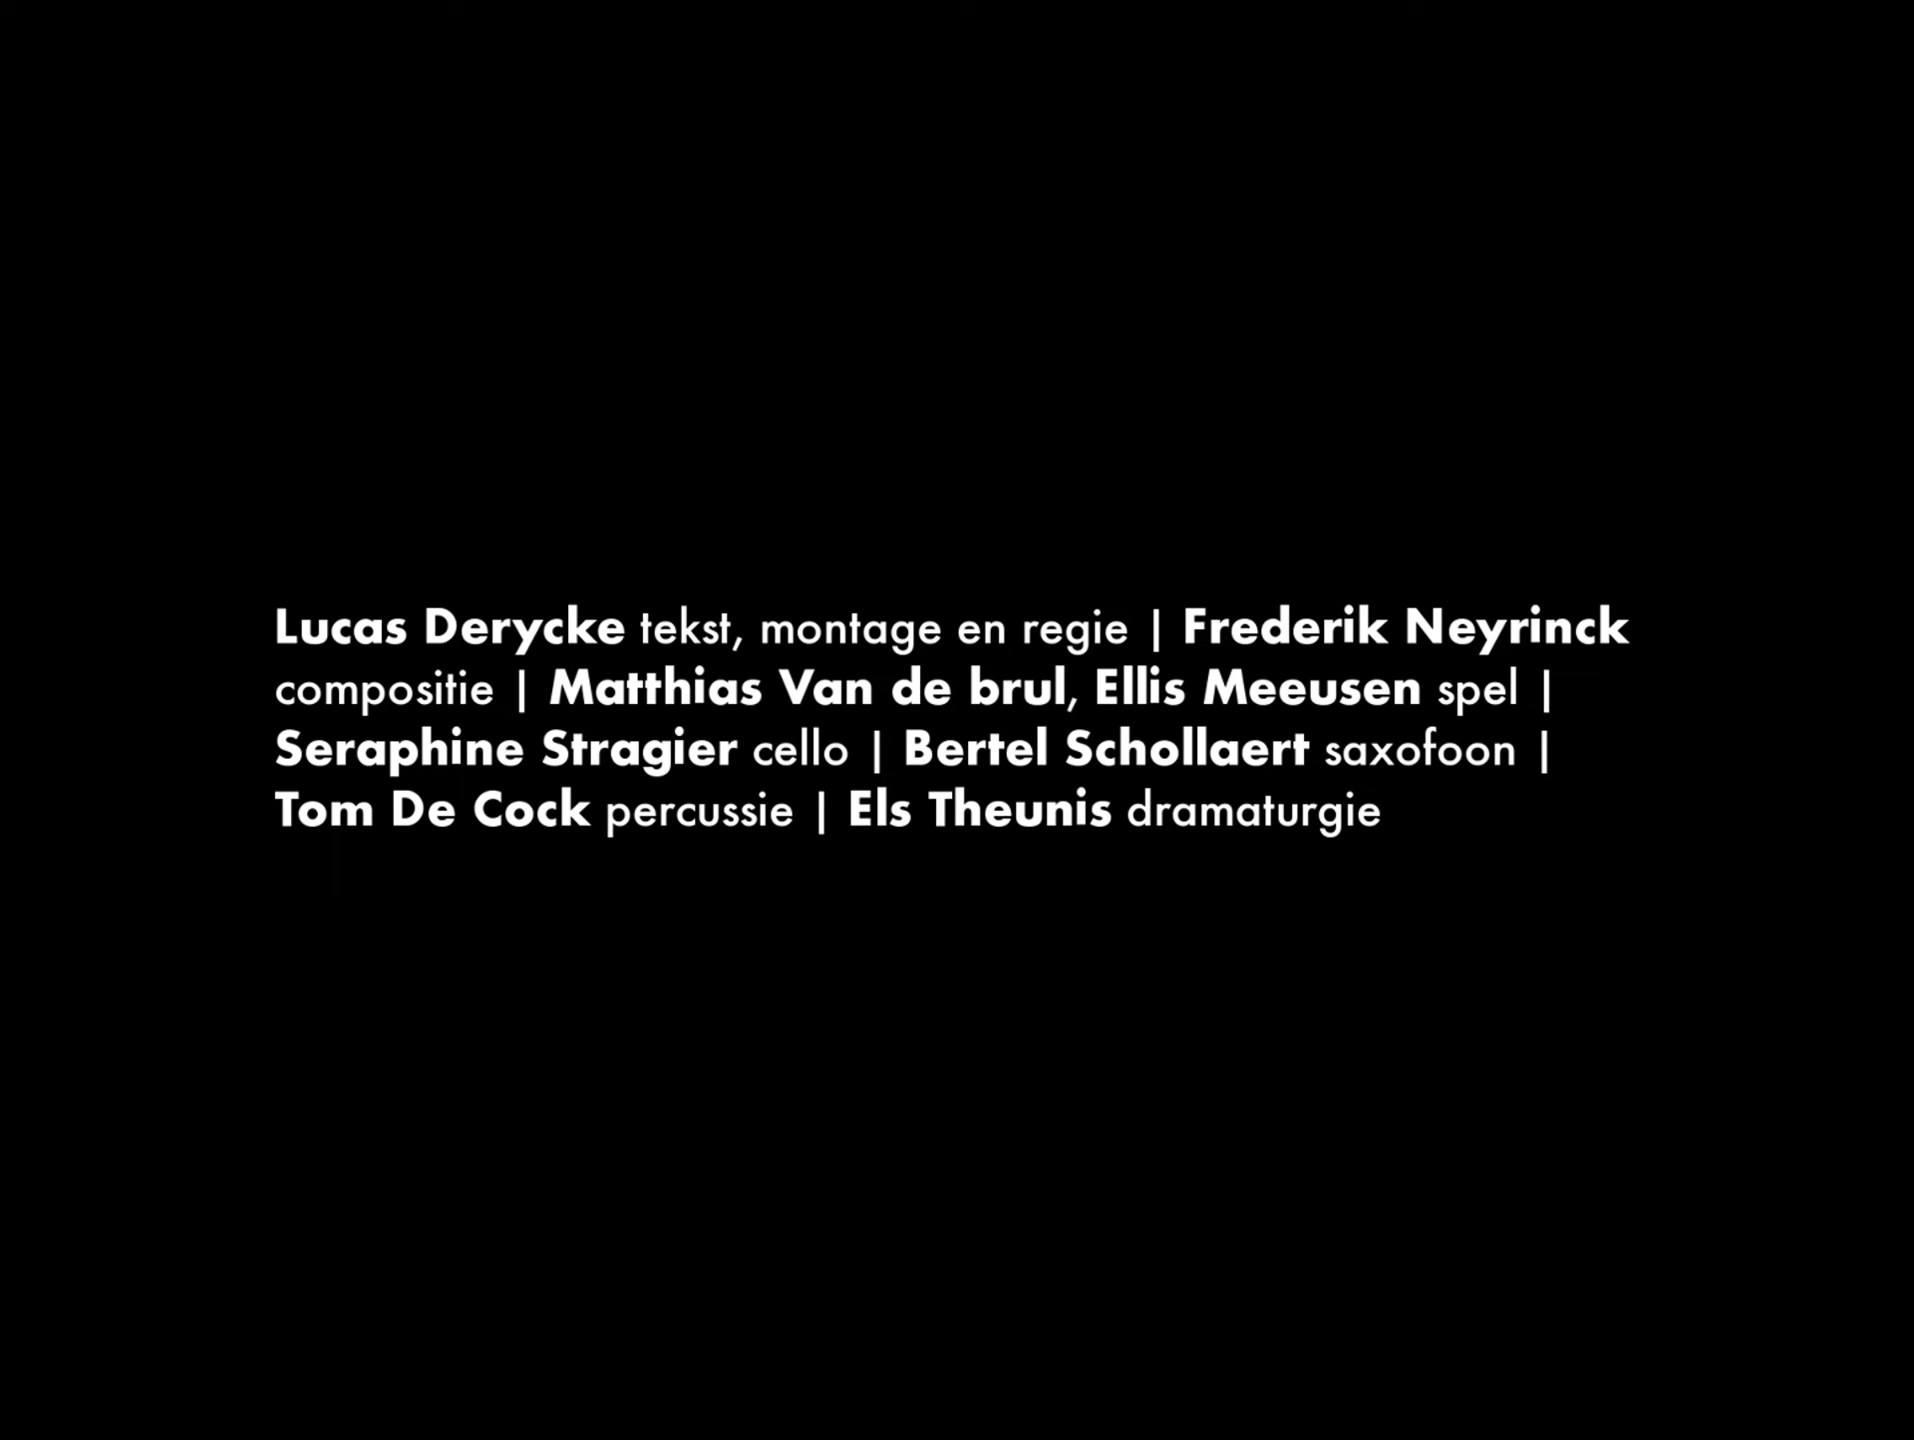 Lucas Derycke tekst, montage en regie | Frederik Neyrinck
compositie | Matthias Van de brul, Ellis Meeusen spel |
Seraphine Stragier cello | Bertel Schollaert saxofoon |
Tom De Cock percussie | Els Theunis dramaturgie